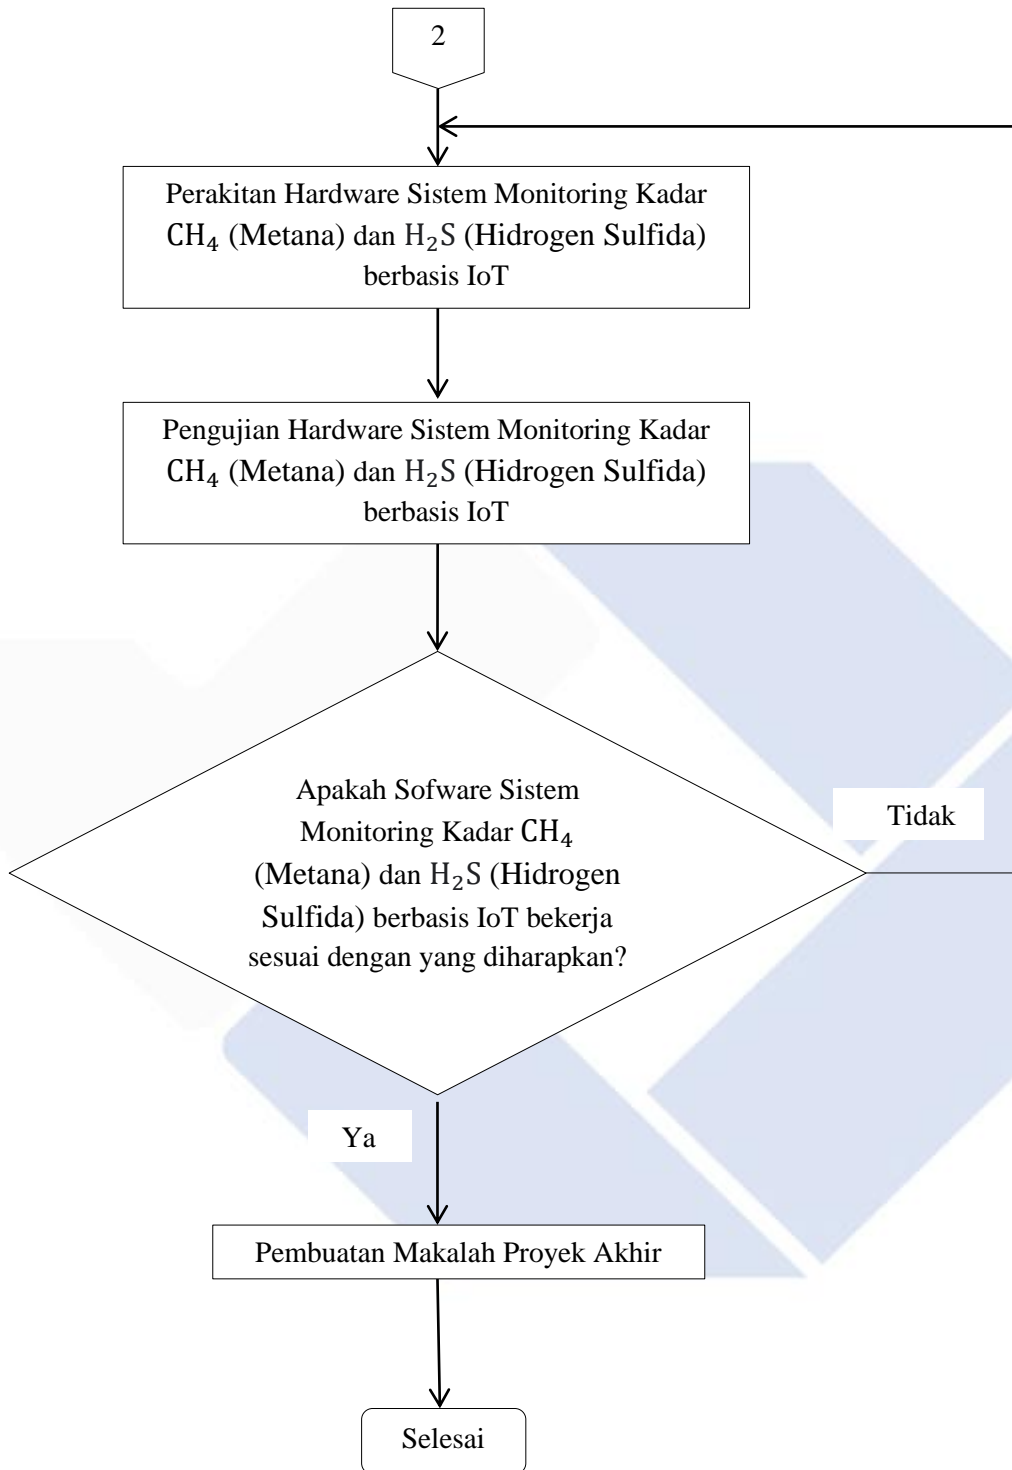 2
Perakitan Hardware Sistem Monitoring Kadar
CH₄ (Metana) dan H₂S (Hidrogen Sulfida)
berbasis IoT
Pengujian Hardware Sistem Monitoring Kadar
CH₄ (Metana) dan H₂S (Hidrogen Sulfida)
berbasis IoT
Apakah Sofware Sistem
Monitoring Kadar CH₄
(Metana) dan H₂S (Hidrogen
Sulfida) berbasis IoT bekerja
sesuai dengan yang diharapkan?
Tidak
Ya
Pembuatan Makalah Proyek Akhir
Selesai